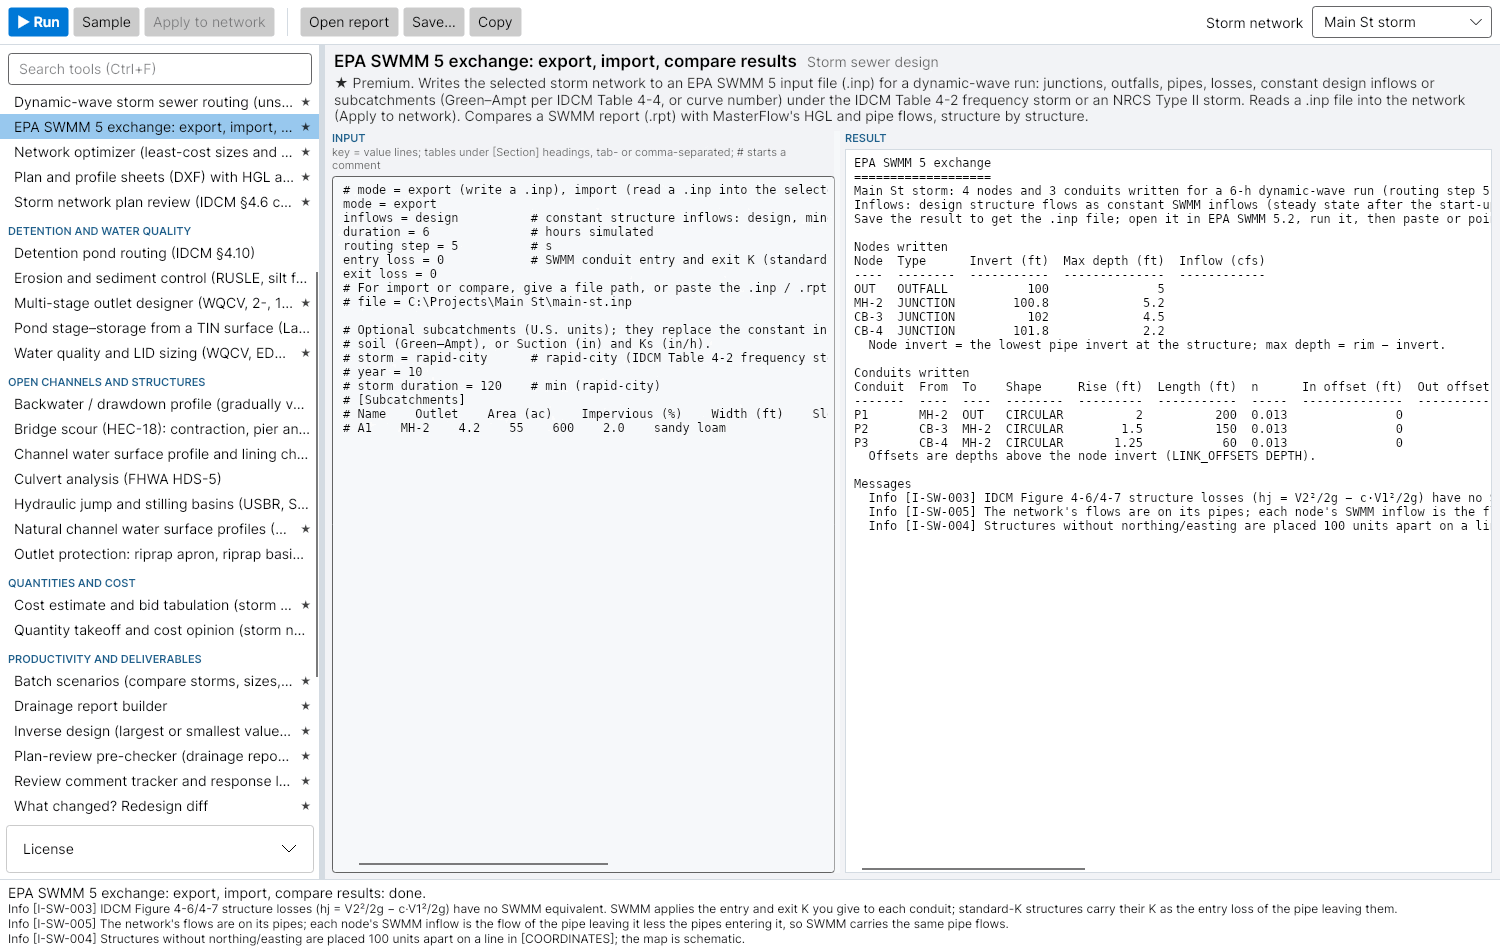 Run Sample Apply to network Open report Save... Copy Storm network Main St storm
Search tools (Ctrl+F)
Dynamic-wave storm sewer routing (uns... ★
EPA SWMM 5 exchange: export, import, ... ★
Network optimizer (least-cost sizes and ... ★
Plan and profile sheets (DXF) with HGL a... ★
Storm network plan review (IDCM §4.6 c... ★
DETENTION AND WATER QUALITY
Detention pond routing (IDCM §4.10)
Erosion and sediment control (RUSLE, silt f...
Multi-stage outlet designer (WQCV, 2-, 1... ★
Pond stage–storage from a TIN surface (La...
Water quality and LID sizing (WQCV, ED... ★
OPEN CHANNELS AND STRUCTURES
Backwater / drawdown profile (gradually v...
Bridge scour (HEC-18): contraction, pier an...
Channel water surface profile and lining ch...
Culvert analysis (FHWA HDS-5)
Hydraulic jump and stilling basins (USBR, S...
Natural channel water surface profiles (... ★
Outlet protection: riprap apron, riprap basi...
QUANTITIES AND COST
Cost estimate and bid tabulation (storm ... ★
Quantity takeoff and cost opinion (storm n...
PRODUCTIVITY AND DELIVERABLES
Batch scenarios (compare storms, sizes,... ★
Drainage report builder ★
Inverse design (largest or smallest value... ★
Plan-review pre-checker (drainage repo... ★
Review comment tracker and response l... ★
What changed? Redesign diff ★
License
EPA SWMM 5 exchange: export, import, compare results Storm sewer design
★ Premium. Writes the selected storm network to an EPA SWMM 5 input file (.inp) for a dynamic-wave run: junctions, outfalls, pipes, losses, constant design inflows or
subcatchments (Green–Ampt per IDCM Table 4-4, or curve number) under the IDCM Table 4-2 frequency storm or an NRCS Type II storm. Reads a .inp file into the network
(Apply to network). Compares a SWMM report (.rpt) with MasterFlow's HGL and pipe flows, structure by structure.
INPUT
key = value lines; tables under [Section] headings, tab- or comma-separated; # starts a
comment
# mode = export (write a .inp), import (read a .inp into the select
mode = export
inflows = design # constant structure inflows: design, min
duration = 6 # hours simulated
routing step = 5 # s
entry loss = 0 # SWMM conduit entry and exit K (standard
exit loss = 0
# For import or compare, give a file path, or paste the .inp / .rpt
# file = C:\Projects\Main St\main-st.inp
# Optional subcatchments (U.S. units); they replace the constant in
# soil (Green–Ampt), or Suction (in) and Ks (in/h).
# storm = rapid-city # rapid-city (IDCM Table 4-2 frequency st
# year = 10
# storm duration = 120 # min (rapid-city)
# [Subcatchments]
# Name Outlet Area (ac) Impervious (%) Width (ft) Sl
# A1 MH-2 4.2 55 600 2.0 sandy loam
RESULT
EPA SWMM 5 exchange
===================
Main St storm: 4 nodes and 3 conduits written for a 6-h dynamic-wave run (routing step 5
Inflows: design structure flows as constant SWMM inflows (steady state after the start-u
Save the result to get the .inp file; open it in EPA SWMM 5.2, run it, then paste or poi
Nodes written
Node Type Invert (ft) Max depth (ft) Inflow (cfs)
---- -------- ----------- -------------- ------------
OUT OUTFALL 100 5
MH-2 JUNCTION 100.8 5.2
CB-3 JUNCTION 102 4.5
CB-4 JUNCTION 101.8 2.2
Node invert = the lowest pipe invert at the structure; max depth = rim − invert.
Conduits written
Conduit From To Shape Rise (ft) Length (ft) n In offset (ft) Out offset
------- ---- ---- -------- --------- ----------- ----- -------------- ----------
P1 MH-2 OUT CIRCULAR 2 200 0.013 0
P2 CB-3 MH-2 CIRCULAR 1.5 150 0.013 0
P3 CB-4 MH-2 CIRCULAR 1.25 60 0.013 0
Offsets are depths above the node invert (LINK_OFFSETS DEPTH).
Messages
Info [I-SW-003] IDCM Figure 4-6/4-7 structure losses (hj = V2²/2g − c·V1²/2g) have no S
Info [I-SW-005] The network's flows are on its pipes; each node's SWMM inflow is the f
Info [I-SW-004] Structures without northing/easting are placed 100 units apart on a li
EPA SWMM 5 exchange: export, import, compare results: done.
Info [I-SW-003] IDCM Figure 4-6/4-7 structure losses (hj = V2²/2g − c·V1²/2g) have no SWMM equivalent. SWMM applies the entry and exit K you give to each conduit; standard-K structures carry their K as the entry loss of the pipe leaving them.
Info [I-SW-005] The network's flows are on its pipes; each node's SWMM inflow is the flow of the pipe leaving it less the pipes entering it, so SWMM carries the same pipe flows.
Info [I-SW-004] Structures without northing/easting are placed 100 units apart on a line in [COORDINATES]; the map is schematic.